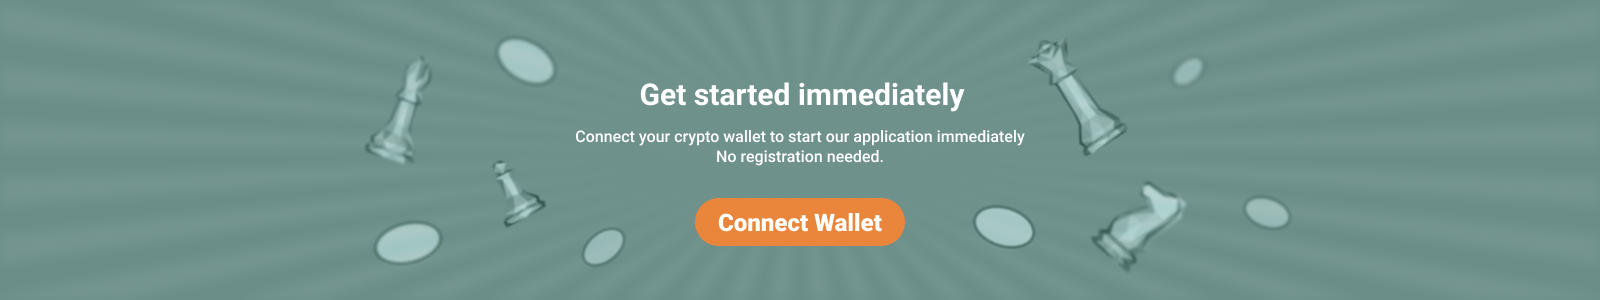 Get started immediately
Connect your crypto wallet to start our application immediately
No registration needed.
Connect Wallet